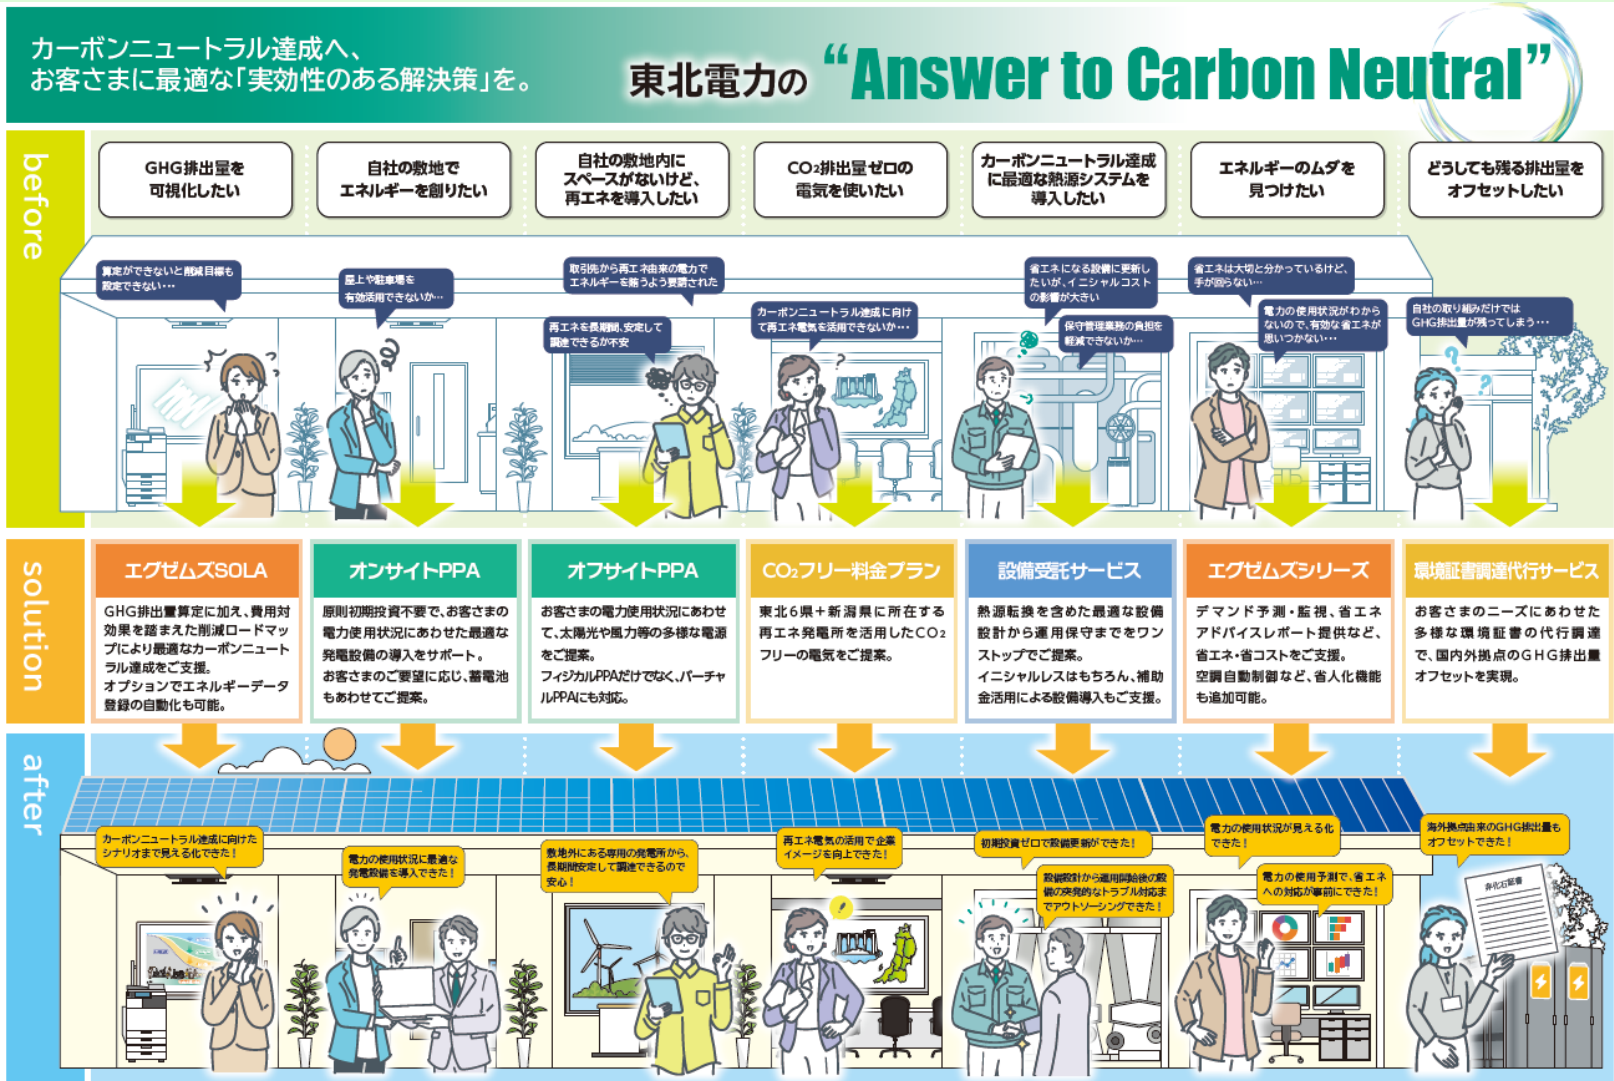 カーボンニュートラル達成へ、
お客さまに最適な「実効性のある解決策」を。
東北電力の “Answer to Carbon Neutral”
before
GHG排出量を
可視化したい
自社の敷地で
エネルギーを創りたい
自社の敷地内に
スペースがないけど、
再エネを導入したい
CO₂排出量ゼロの
電気を使いたい
カーボンニュートラル達成
に最適な熱源システムを
導入したい
エネルギーのムダを
見つけたい
どうしても残る排出量を
オフセットしたい
算定ができないと削減目標も
設定できない・・・
屋上や駐車場を
有効活用できないか…
取引先から再エネ由来の電力で
エネルギーを賄うよう要請された
再エネを長期間、安定して
調達できるか不安
カーボンニュートラル達成に向け
て再エネ電気を活用できないか・・・
省エネになる設備に更新し
たいが、イニシャルコスト
の影響が大きい
保守管理業務の負担を
軽減できないか…
省エネは大切と分かっているけど、
手が回らない…
電力の使用状況がわから
ないので、有効な省エネが
思いつかない・・・
自社の取り組みだけでは
GHG排出量が残ってしまう・・・
solution
エグゼムズSOLA
GHG排出量算定に加え、費用対
効果を踏まえた削減ロードマッ
プにより最適なカーボンニュート
ラル達成をご支援。
オプションでエネルギーデータ
登録の自動化も可能。
オンサイトPPA
原則初期投資不要で、お客さまの
電力使用状況にあわせた最適な
発電設備の導入をサポート。
お客さまのご要望に応じ、蓄電池
もあわせてご提案。
オフサイトPPA
お客さまの電力使用状況にあわせ
て、太陽光や風力等の多様な電源
をご提案。
フィジカルPPAだけでなく、バーチャ
ルPPAにも対応。
CO₂フリー料金プラン
東北6県＋新潟県に所在する
再エネ発電所を活用したCO₂
フリーの電気をご提案。
設備受託サービス
熱源転換を含めた最適な設備
設計から運用保守までをワン
ストップでご提案。
イニシャルレスはもちろん、補助
金活用による設備導入もご支援。
エグゼムズシリーズ
デマンド予測・監視、省エネ
アドバイスレポート提供など、
省エネ・省コストをご支援。
空調自動制御など、省人化機能
も追加可能。
環境証書調達代行サービス
お客さまのニーズにあわせた
多様な環境証書の代行調達
で、国内外拠点のGHG排出量
オフセットを実現。
after
カーボンニュートラル達成に向けた
シナリオまで見える化できた！
電力の使用状況に最適な
発電設備を導入できた！
敷地外にある専用の発電所から、
長期間安定して調達できるので
安心！
再エネ電気の活用で企業
イメージを向上できた！
初期投資ゼロで設備更新ができた！
設備設計から運用開始後の設
備の突発的なトラブル対応ま
でアウトソーシングできた！
電力の使用状況が見える化
できた！
電力の使用予測で、省エネ
への対応が事前にできた！
海外拠点由来のGHG排出量も
オフセットできた！
非化石証書